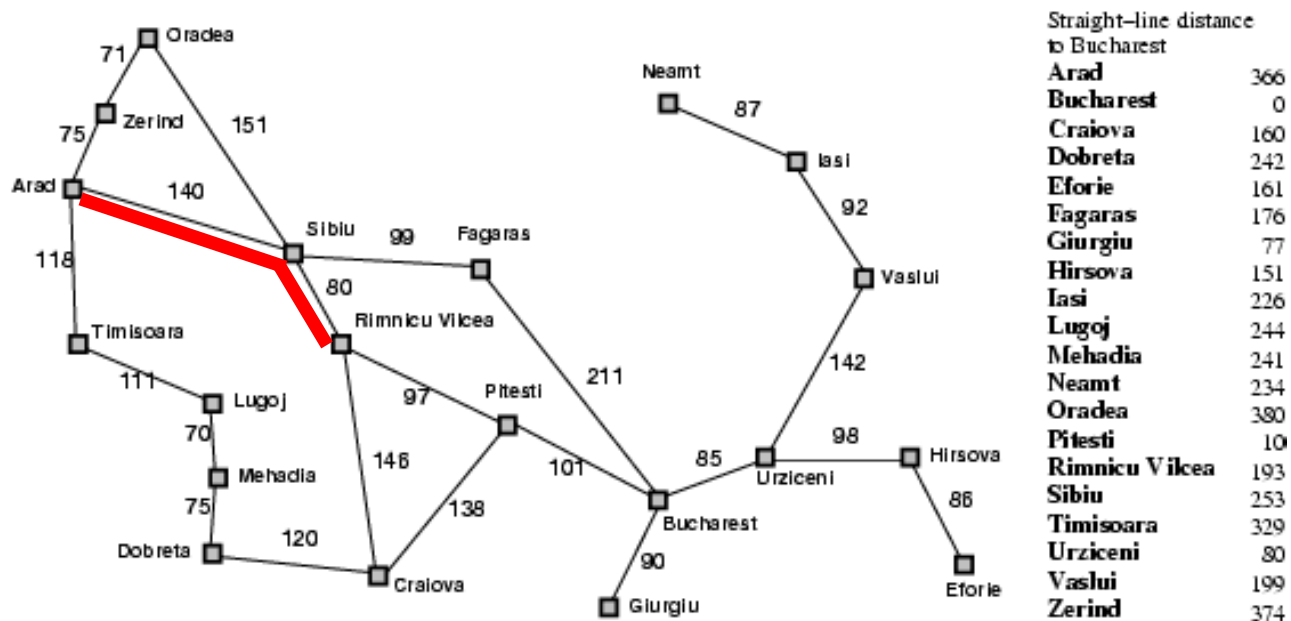 Oradea
71
Neamt
87
Zerind
151
75
Iasi
Arad
140
92
Sibiu
99
Fagaras
118
80
Vaslui
Timisoara
Rimnicu Vilcea
111
211
142
Lugoj
97
Pitesti
70
98
Hirsova
146
101
85
Mehadia
Urziceni
75
138
86
Bucharest
120
Dobreta
90
Craiova
Eforie
Giurgiu
Straight-line distance
to Bucharest
Arad 366
Bucharest 0
Craiova 160
Dobreta 242
Eforie 161
Fagaras 176
Giurgiu 77
Hirsova 151
Iasi 226
Lugoj 244
Mehadia 241
Neamt 234
Oradea 380
Pitesti 10
Rimnicu Vilcea 193
Sibiu 253
Timisoara 329
Urziceni 80
Vaslui 199
Zerind 374